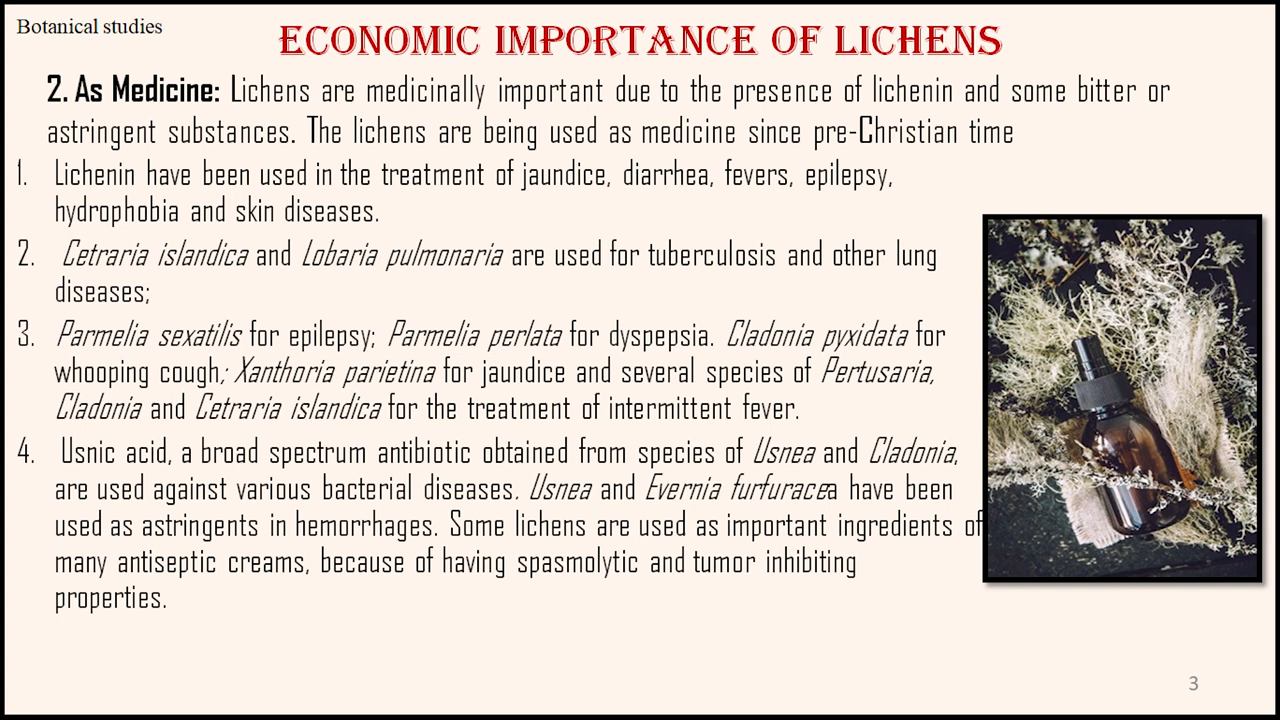 Botanical studies
ECONOMIC IMPORTANCE OF LICHENS
2. As Medicine: Lichens are medicinally important due to the presence of lichenin and some bitter or
astringent substances. The lichens are being used as medicine since pre-Christian time
1. Lichenin have been used in the treatment of jaundice, diarrhea, fevers, epilepsy,
hydrophobia and skin diseases.
2. Cetraria islandica and Lobaria pulmonaria are used for tuberculosis and other lung
diseases;
3. Parmelia sexatilis for epilepsy; Parmelia perlata for dyspepsia. Cladonia pyxidata for
whooping cough; Xanthoria parietina for jaundice and several species of Pertusaria,
Cladonia and Cetraria islandica for the treatment of intermittent fever.
4. Usnic acid, a broad spectrum antibiotic obtained from species of Usnea and Cladonia,
are used against various bacterial diseases. Usnea and Evernia furfuracea have been
used as astringents in hemorrhages. Some lichens are used as important ingredients of
many antiseptic creams, because of having spasmolytic and tumor inhibiting
properties.
3